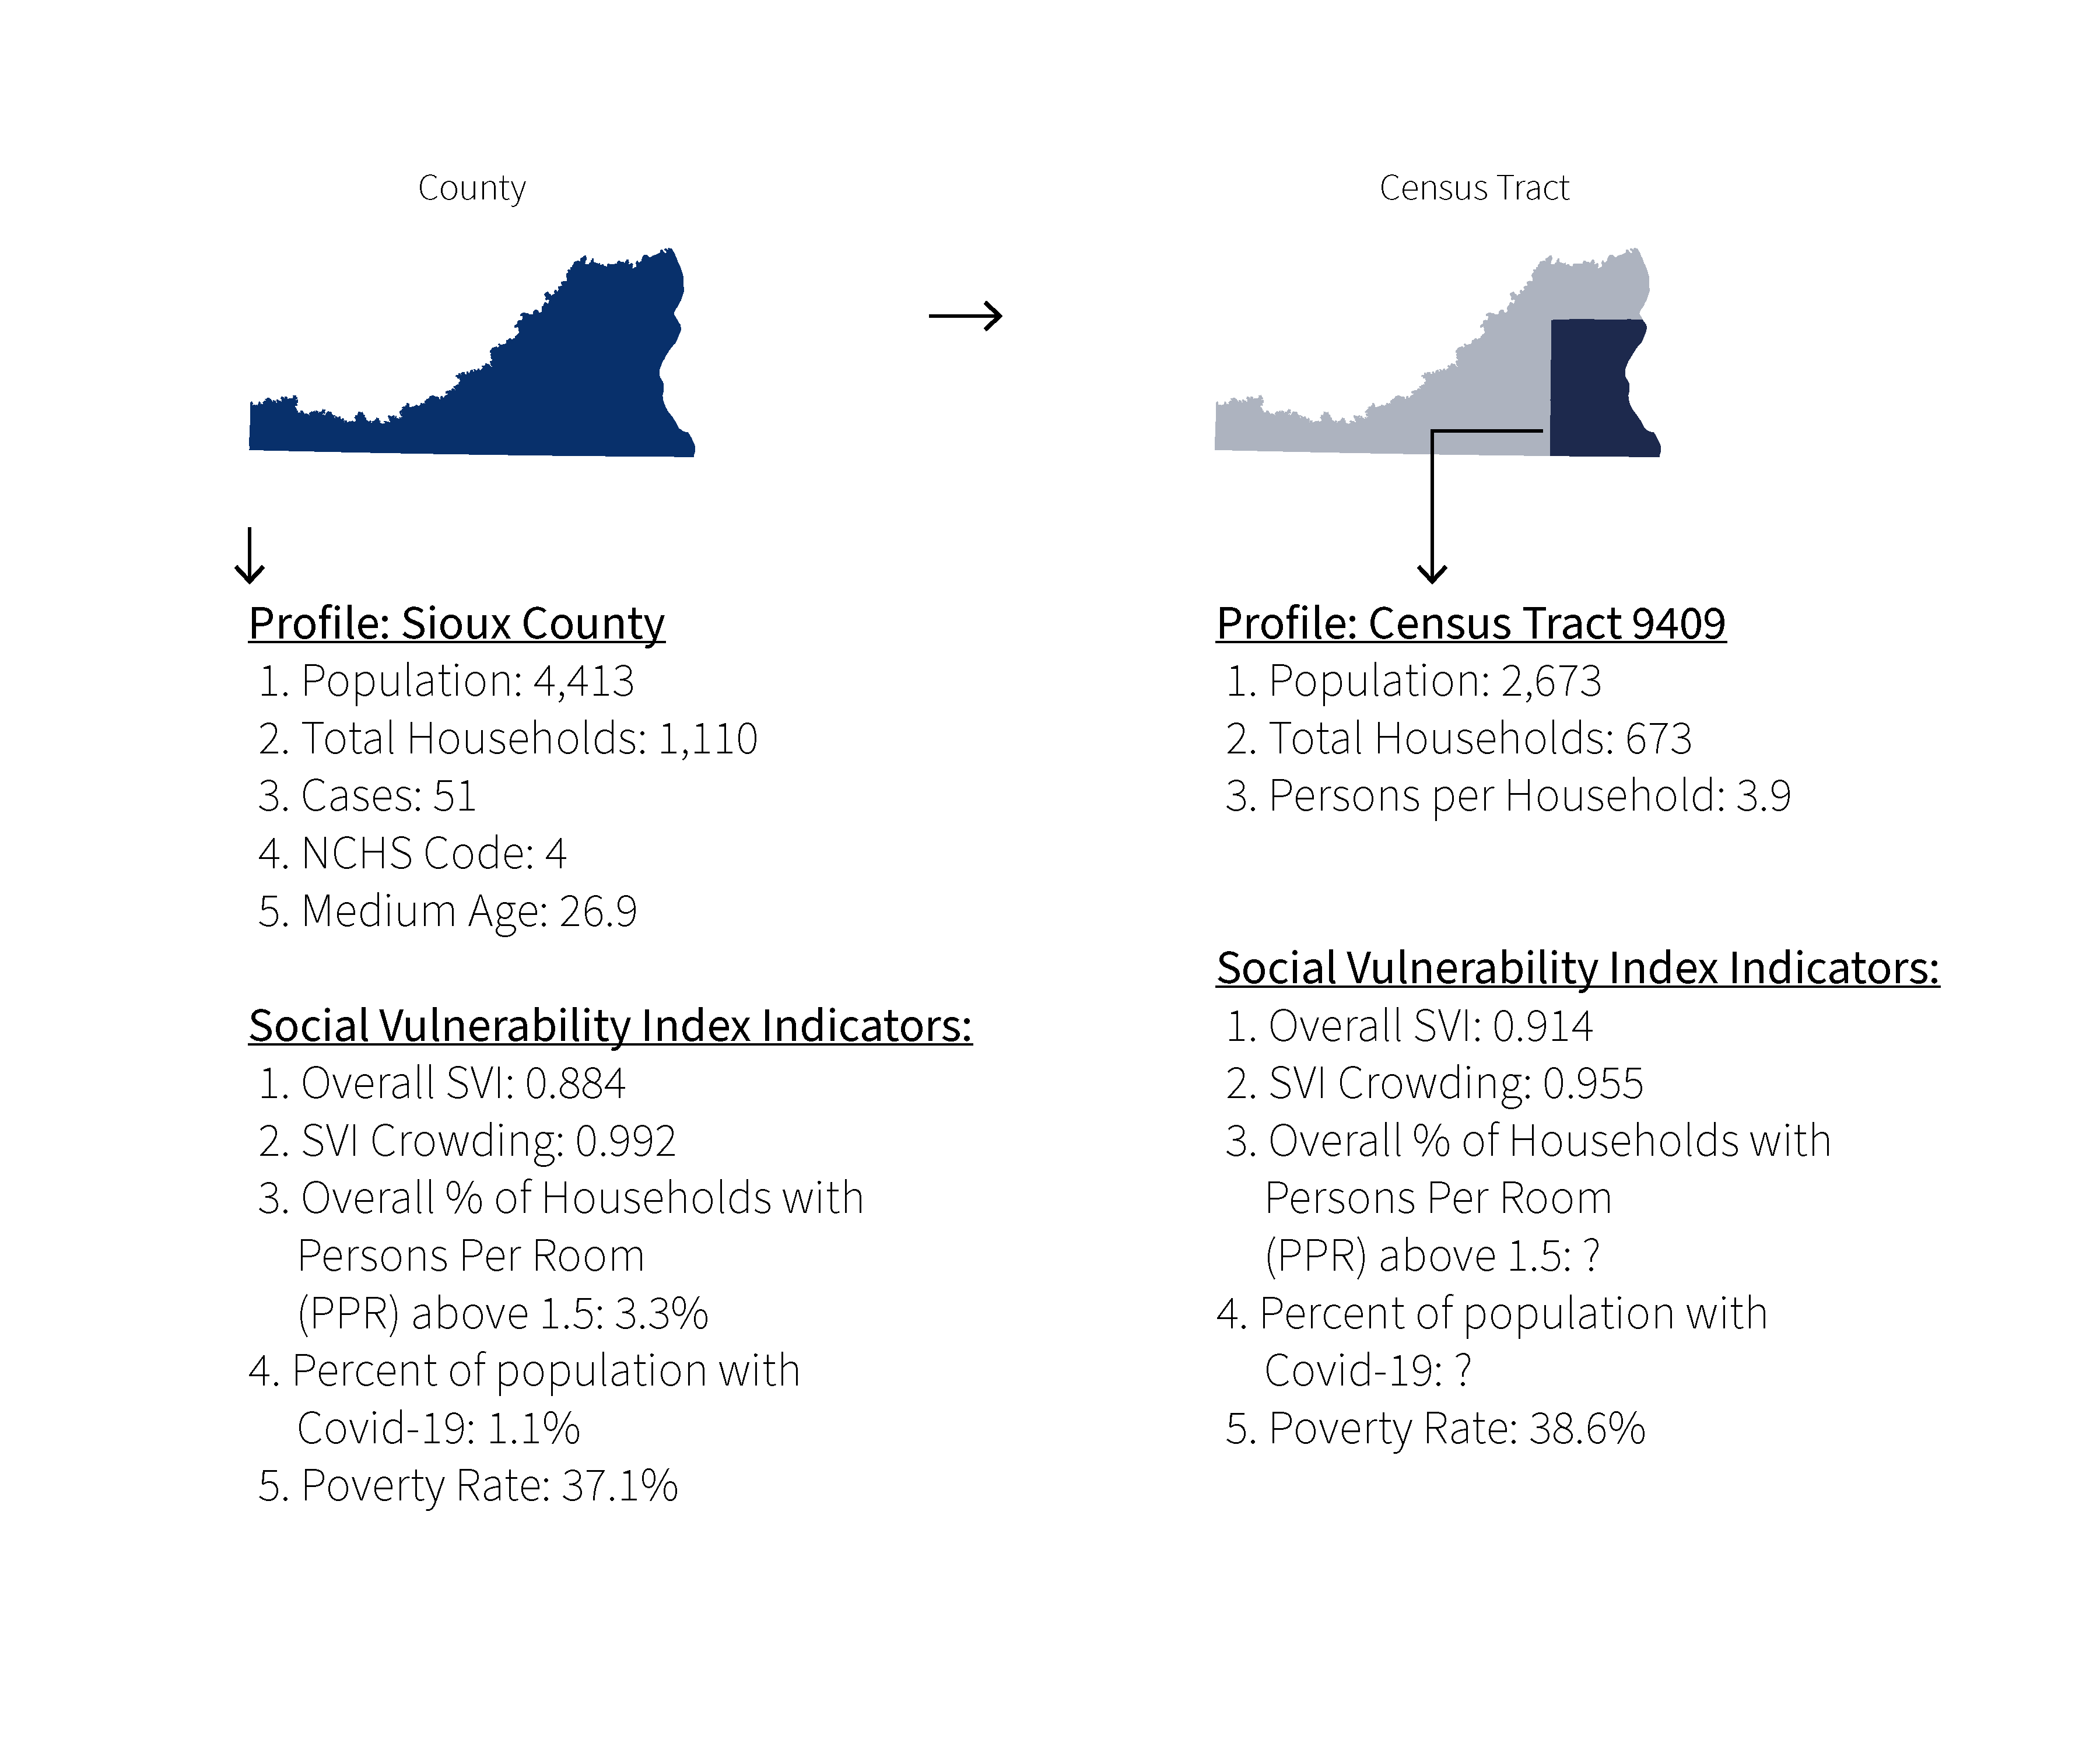 County
Profile: Sioux County
1. Population: 4,413
2. Total Households: 1,110
3. Cases: 51
4. NCHS Code: 4
5. Medium Age: 26.9
Social Vulnerability Index Indicators:
1. Overall SVI: 0.884
2. SVI Crowding: 0.992
3. Overall % of Households with
Persons Per Room
(PPR) above 1.5: 3.3%
4. Percent of population with
Covid-19: 1.1%
5. Poverty Rate: 37.1%
Census Tract
Profile: Census Tract 9409
1. Population: 2,673
2. Total Households: 673
3. Persons per Household: 3.9
Social Vulnerability Index Indicators:
1. Overall SVI: 0.914
2. SVI Crowding: 0.955
3. Overall % of Households with
Persons Per Room
(PPR) above 1.5: ?
4. Percent of population with
Covid-19: ?
5. Poverty Rate: 38.6%